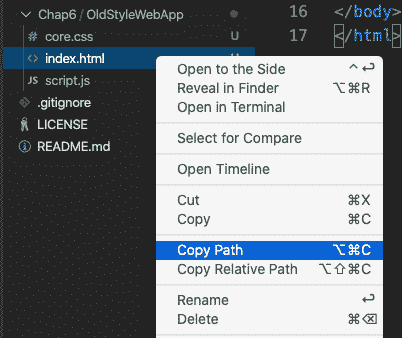 Chap6 / OldStyleWebApp
core.css U
index.html
script.js
.gitignore
LICENSE
README.md
16 </body>
17 </html>
Open to the Side ⌃↩
Reveal in Finder ⌥⌘R
Open in Terminal
Select for Compare
Open Timeline
Cut ⌘X
Copy ⌘C
Copy Path ⌥⌘C
Copy Relative Path ⌥⇧⌘C
Rename ↩
Delete ⌘⌫